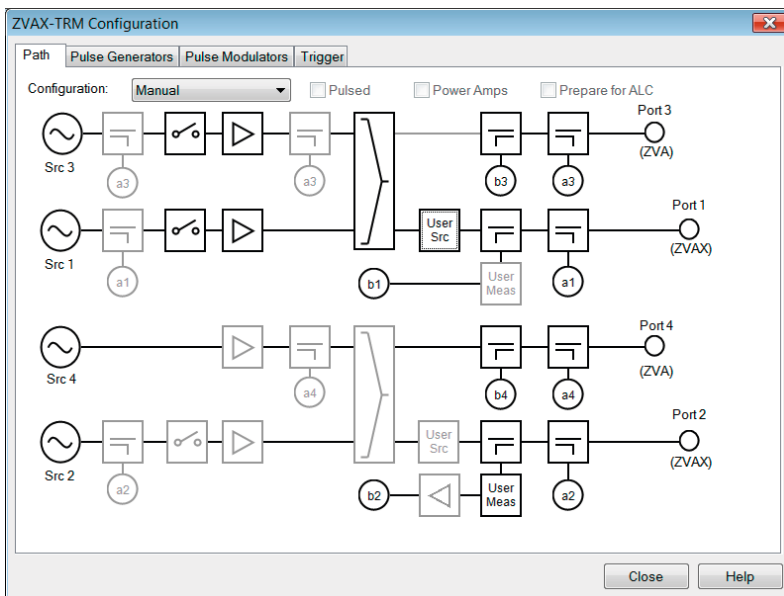 ZVAX-TRM Configuration
Path Pulse Generators Pulse Modulators Trigger
Configuration: Manual Pulsed Power Amps Prepare for ALC
Port 3
(ZVA)
Src 3
a3 a3 b3 a3
Port 1
User Src
(ZVAX)
Src 1
a1 b1 User Meas a1
Port 4
(ZVA)
Src 4
a4 b4 a4
Port 2
User Src
(ZVAX)
Src 2
a2 b2 User Meas a2
Close Help